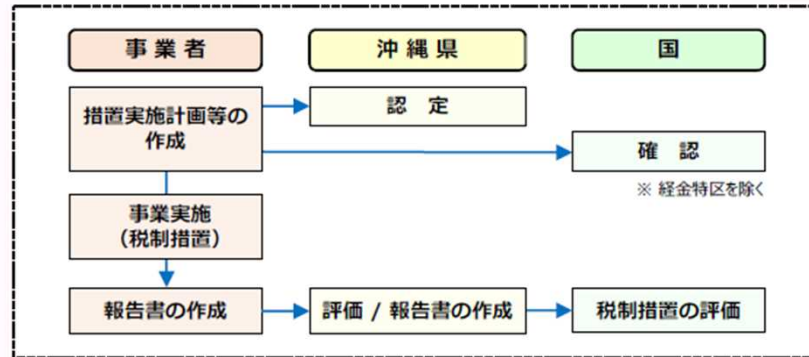 事業者
沖縄県
国
措置実施計画等の
作成
認 定
確 認
※ 経金特区を除く
事業実施
（税制措置）
報告書の作成
評価 / 報告書の作成
税制措置の評価